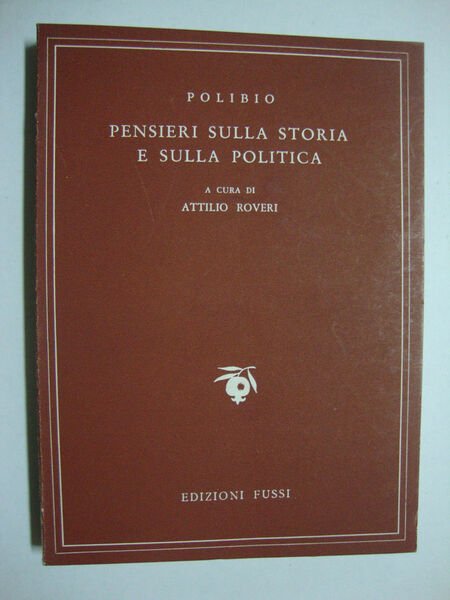 POLIBIO
PENSIERI SULLA STORIA
E SULLA POLITICA
A CURA DI
ATTILIO ROVERI
EDIZIONI FUSSI